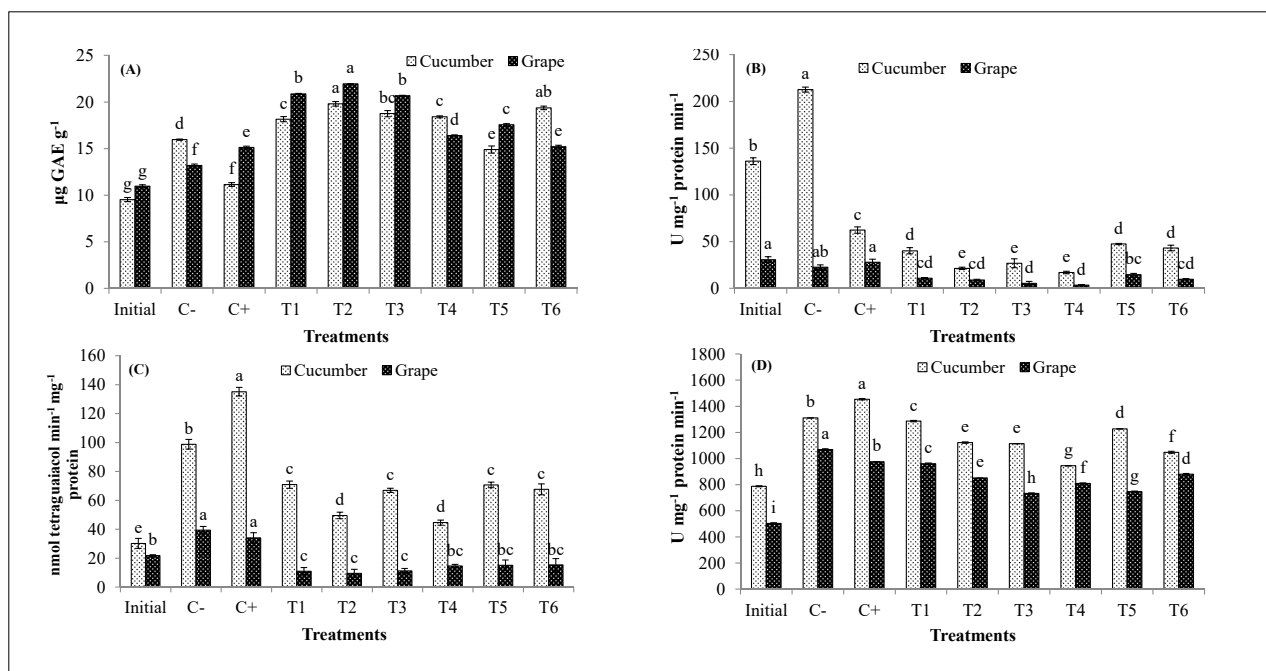 (A)
Cucumber Grape
µg GAE g⁻¹
25
20
15
10
5
0
g g d f f e c b a a bc b c d e c ab e
Initial C- C+ T1 T2 T3 T4 T5 T6
Treatments
(B)
Cucumber Grape
U mg⁻¹ protein min⁻¹
250
200
150
100
50
0
b a a ab c a d cd e cd e d e d d bc d cd
Initial C- C+ T1 T2 T3 T4 T5 T6
Treatments
(C)
Cucumber Grape
nmol tetraguaiacol min⁻¹ mg⁻¹
protein
160
140
120
100
80
60
40
20
0
e b b a a a c c d c c c d bc c bc c bc
Initial C- C+ T1 T2 T3 T4 T5 T6
Treatments
(D)
Cucumber Grape
U mg⁻¹ protein min⁻¹
1800
1600
1400
1200
1000
800
600
400
200
0
h i b a a b c c e e e h g f d g f d
Initial C- C+ T1 T2 T3 T4 T5 T6
Treatments